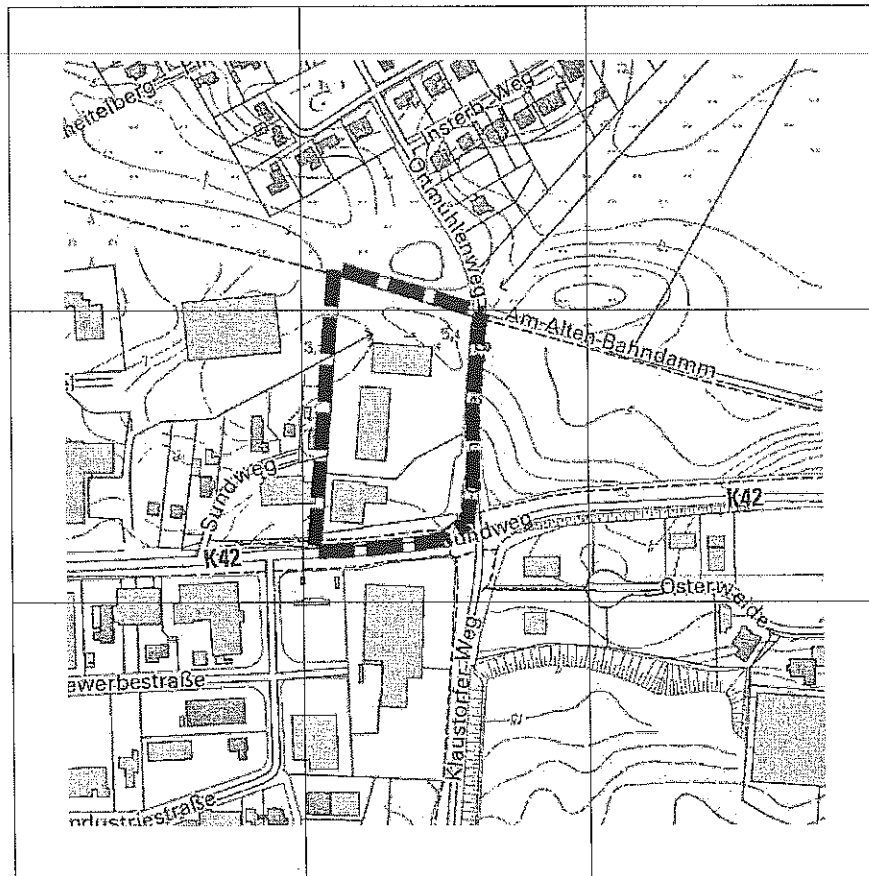 Insterb.-Weg
Ortmühlenweg
Am Alten Bahndamm
Sundweg
K42
K42
Sundweg
Osterweide
Klaustorfer Weg
ewerbestraße
ndustriestraße